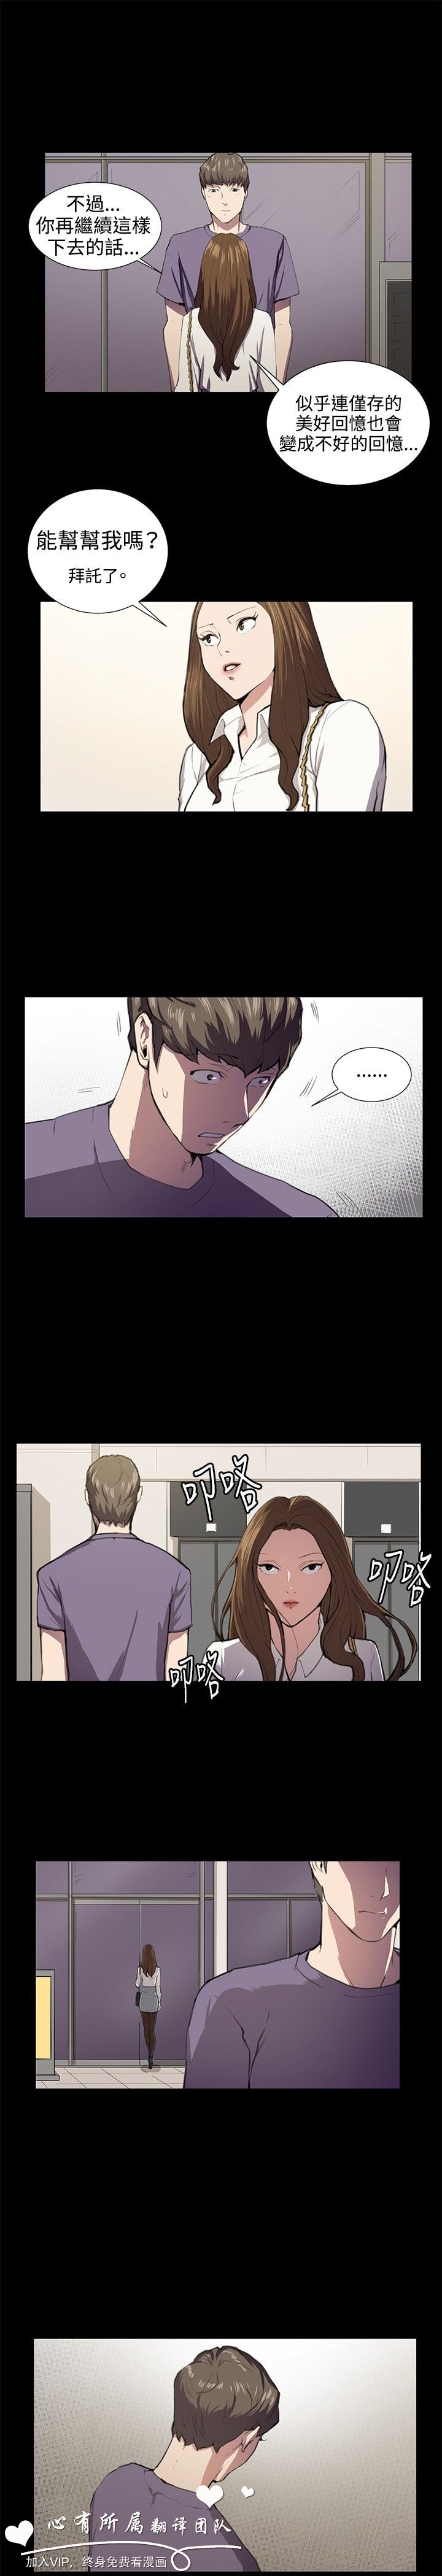 不過...
你再繼續這樣
下去的話...
似乎連僅存的
美好回憶也會
變成不好的回憶...
能幫幫我嗎？
拜託了。
......
叩咯
叩咯
叩咯
心有所属翻译团队
加入VIP，终身免费看漫画